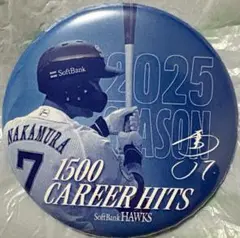 SoftBank
2025
SEASON
NAKAMURA
7
1500
CAREER HITS
SoftBank HAWKS